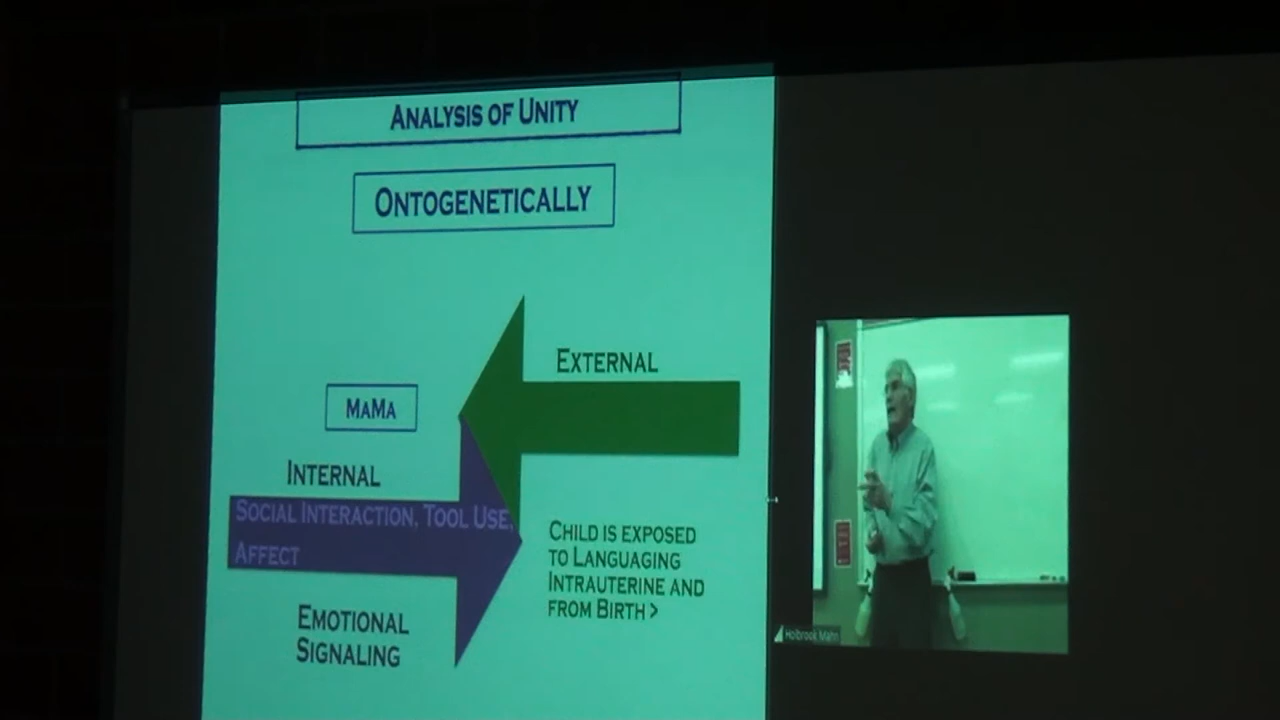 ANALYSIS OF UNITY
ONTOGENETICALLY
EXTERNAL
MAMA
INTERNAL
SOCIAL INTERACTION, TOOL USE,
AFFECT
CHILD IS EXPOSED
TO LANGUAGING
INTRAUTERINE AND
FROM BIRTH >
EMOTIONAL
SIGNALING
Holbrook Mahn